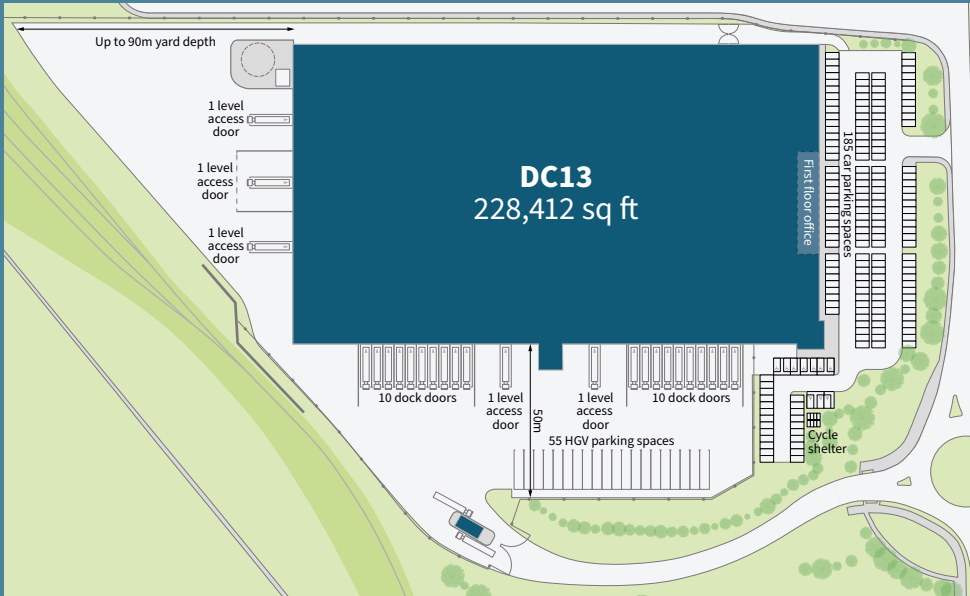 Up to 90m yard depth
1 level
access
door
1 level
access
door
1 level
access
door
DC13
228,412 sq ft
First floor office
185 car parking spaces
10 dock doors
1 level
access
door
50m
1 level
access
door
10 dock doors
55 HGV parking spaces
Cycle
shelter